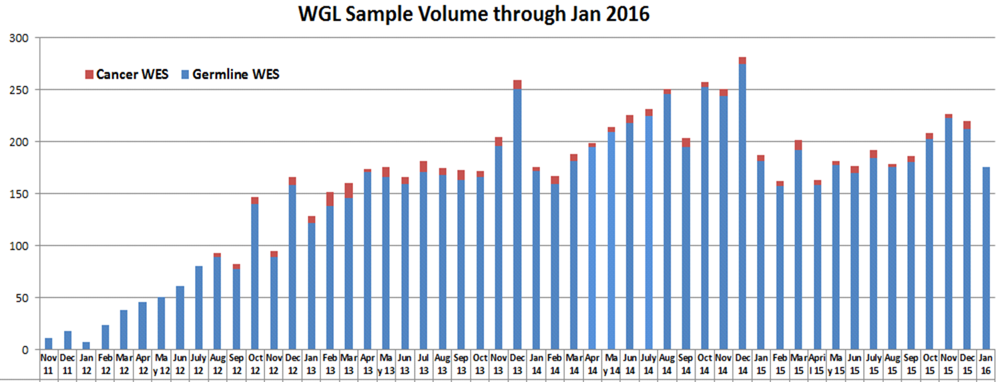 WGL Sample Volume through Jan 2016
300
250
200
150
100
50
0
Cancer WES Germline WES
Nov Dec Jan Feb Mar Apr Ma Jun July Aug Sep Oct Nov Dec Jan Feb Mar Apr Ma Jun Jul Aug Sep Oct Nov Dec Jan Feb Mar Apr Ma Jun July Aug Sep Oct Nov Dec Jan Feb Mar Apri Ma Jun July Aug Sep Oct Nov Dec Jan
11 11 12 12 12 12 y 12 12 12 12 12 12 12 12 13 13 13 13 y 13 13 13 13 13 13 13 13 14 14 14 14 y 14 14 14 14 14 14 14 14 15 15 15 l 15 y 15 15 15 15 15 15 15 15 16